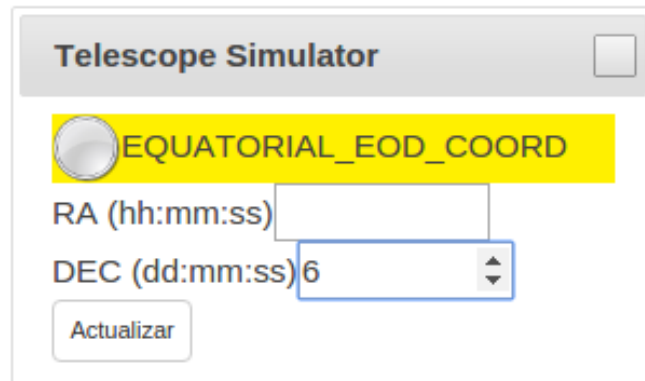 Telescope Simulator
EQUATORIAL_EOD_COORD
RA (hh:mm:ss)
DEC (dd:mm:ss) 6
Actualizar